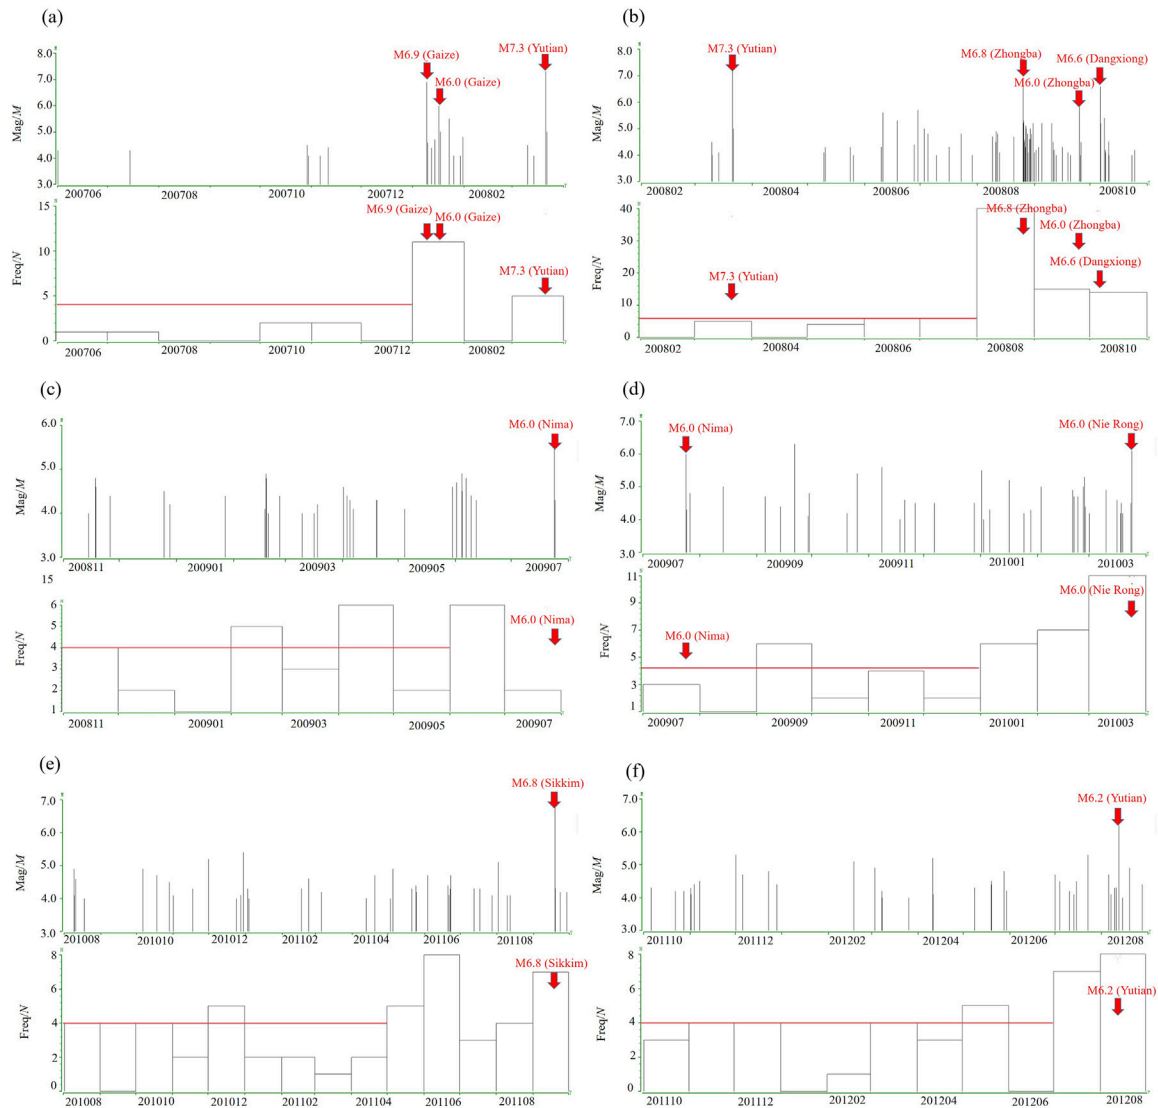 (a)
M7.3 (Yutian)
M6.9 (Gaize)
M6.0 (Gaize)
Mag/M
8.0
7.0
6.0
5.0
4.0
3.0
200706 200708 200710 200712 200802
M6.9 (Gaize)
M6.0 (Gaize)
M7.3 (Yutian)
Freq/N
15
10
5
0
200706 200708 200710 200712 200802
(b)
M7.3 (Yutian)
M6.8 (Zhongba)
M6.6 (Dangxiong)
M6.0 (Zhongba)
Mag/M
8.0
7.0
6.0
5.0
4.0
3.0
200802 200804 200806 200808 200810
M6.8 (Zhongba)
M6.0 (Zhongba)
M6.6 (Dangxiong)
M7.3 (Yutian)
Freq/N
40
30
20
10
0
200802 200804 200806 200808 200810
(c)
M6.0 (Nima)
Mag/M
6.0
5.0
4.0
3.0
200811 200901 200903 200905 200907
15
M6.0 (Nima)
Freq/N
6
5
4
3
2
1
200811 200901 200903 200905 200907
(d)
M6.0 (Nima)
M6.0 (Nie Rong)
Mag/M
7.0
6.0
5.0
4.0
3.0
200907 200909 200911 201001 201003
M6.0 (Nie Rong)
M6.0 (Nima)
Freq/N
11
9
7
5
3
1
200907 200909 200911 201001 201003
(e)
M6.8 (Sikkim)
Mag/M
7.0
6.0
5.0
4.0
3.0
201008 201010 201012 201102 201104 201106 201108
M6.8 (Sikkim)
Freq/N
8
6
4
2
0
201008 201010 201012 201102 201104 201106 201108
(f)
M6.2 (Yutian)
Mag/M
7.0
6.0
5.0
4.0
3.0
201110 201112 201202 201204 201206 201208
M6.2 (Yutian)
Freq/N
8
6
4
2
0
201110 201112 201202 201204 201206 201208